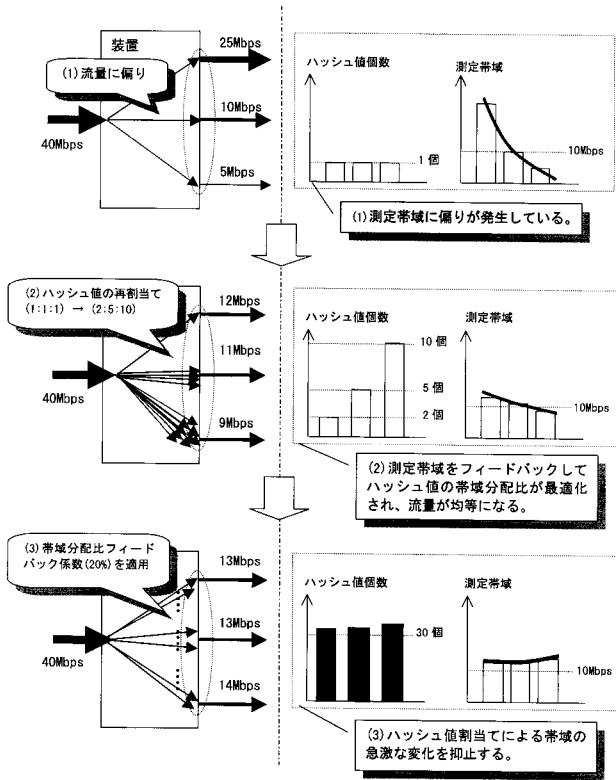 装置
(1)流量に偏り
40Mbps
25Mbps
10Mbps
5Mbps
ハッシュ値個数
測定帯域
1個
10Mbps
(1)測定帯域に偏りが発生している。
(2)ハッシュ値の再割当て
(1:1:1) → (2:5:10)
40Mbps
12Mbps
11Mbps
9Mbps
ハッシュ値個数
測定帯域
10個
5個
2個
10Mbps
(2)測定帯域をフィードバックして
ハッシュ値の帯域分配比が最適化
され、流量が均等になる。
(3)帯域分配比フィード
バック係数(20%)を適用
40Mbps
13Mbps
13Mbps
14Mbps
ハッシュ値個数
測定帯域
30個
10Mbps
(3)ハッシュ値割当てによる帯域の
急激な変化を抑止する。